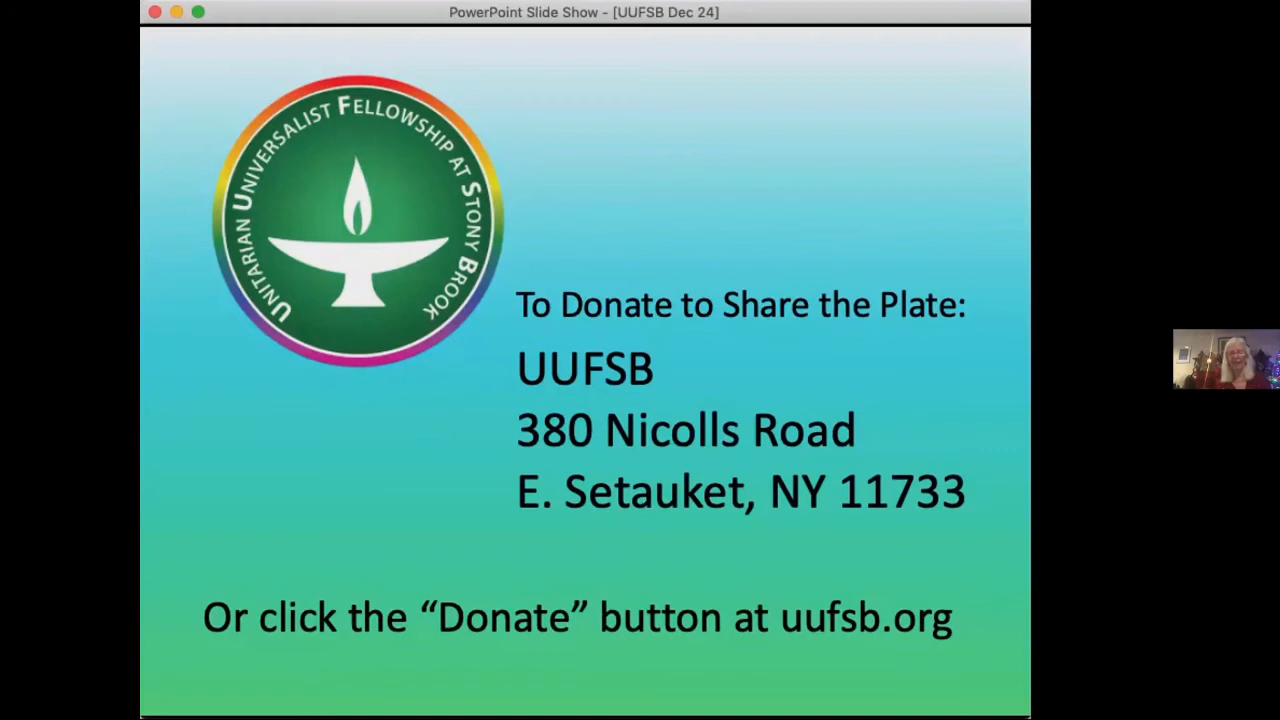 PowerPoint Slide Show - [UUFSB Dec 24]
UNITARIAN UNIVERSALIST FELLOWSHIP AT STONY BROOK
To Donate to Share the Plate:
UUFSB
380 Nicolls Road
E. Setauket, NY 11733
Or click the “Donate” button at uufsb.org